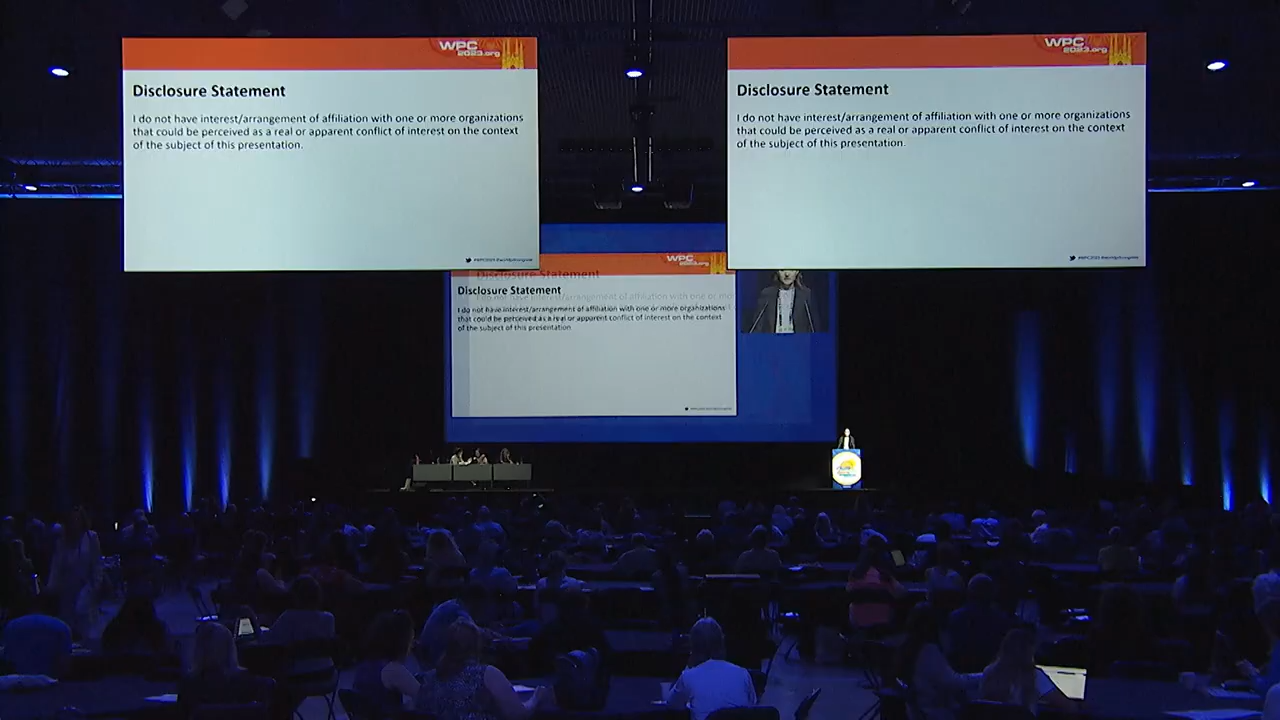 WPC
2023.org
Disclosure Statement
I do not have interest/arrangement of affiliation with one or more organizations
that could be perceived as a real or apparent conflict of interest on the context
of the subject of this presentation.
WPC
2023.org
Disclosure Statement
I do not have interest/arrangement of affiliation with one or more organizations
that could be perceived as a real or apparent conflict of interest on the context
of the subject of this presentation.
WPC
2023.org
Disclosure Statement
Disclosure Statement
I do not have interest/arrangement of affiliation with one or more organizations
that could be perceived as a real or apparent conflict of interest on the context
of the subject of this presentation